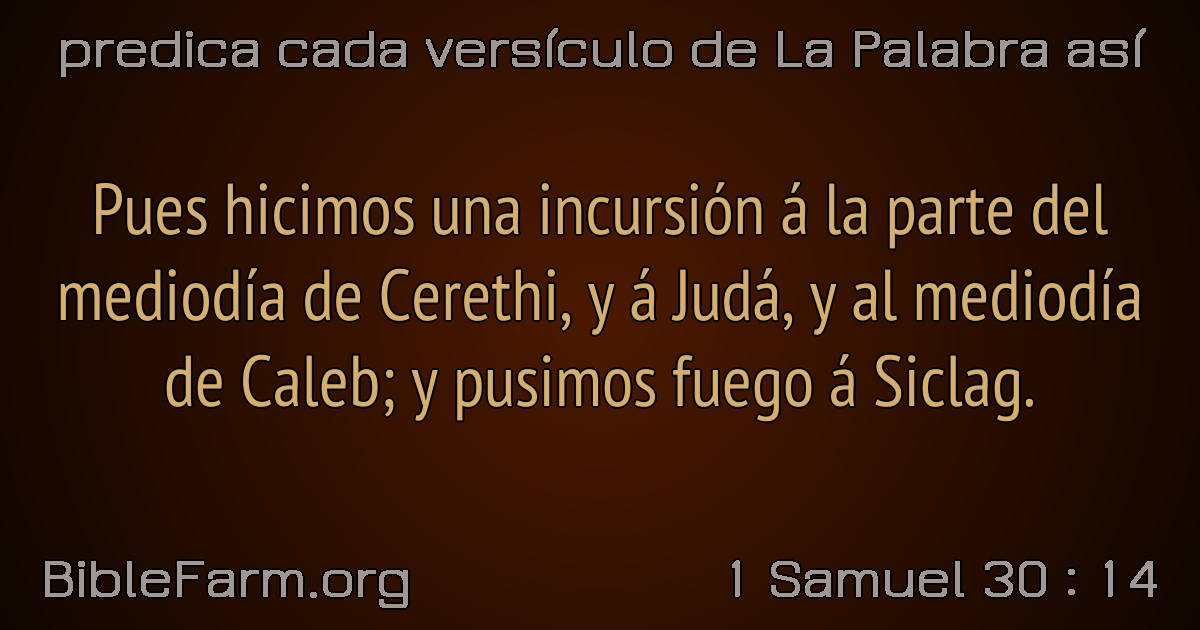 predica cada versículo de La Palabra así
Pues hicimos una incursión á la parte del
mediodía de Cerethi, y á Judá, y al mediodía
de Caleb; y pusimos fuego á Siclag.
BibleFarm.org
1 Samuel 30 : 14